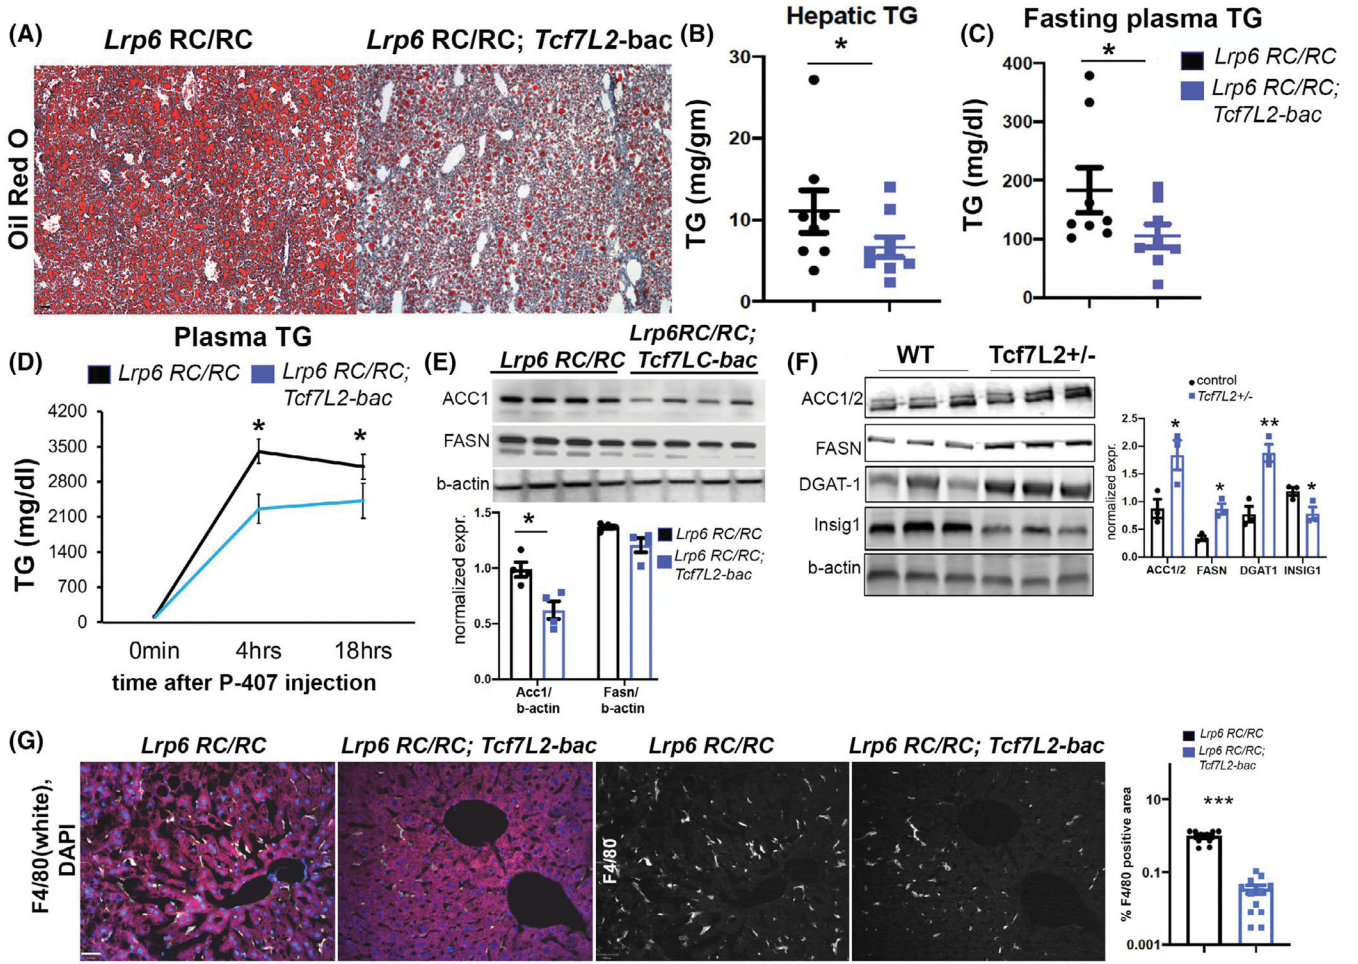 (A)
Lrp6 RC/RC
Lrp6 RC/RC; Tcf7L2-bac
Oil Red O
(B)
Hepatic TG
*
TG (mg/gm)
30
20
10
0
(C)
Fasting plasma TG
*
TG (mg/dl)
400
300
200
100
0
Lrp6 RC/RC
Lrp6 RC/RC;
Tcf7L2-bac
(D)
Plasma TG
Lrp6 RC/RC
Lrp6 RC/RC;
Tcf7L2-bac
TG (mg/dl)
4200
3500
2800
2100
1400
700
0
*
*
0min
4hrs
18hrs
time after P-407 injection
(E)
Lrp6 RC/RC
Lrp6RC/RC;
Tcf7LC-bac
ACC1
FASN
b-actin
normalized expr.
1.5
1.0
0.5
0.0
*
Lrp6 RC/RC
Lrp6 RC/RC;
Tcf7L2-bac
Acc1/
b-actin
Fasn/
b-actin
(F)
WT
Tcf7L2+/-
ACC1/2
FASN
DGAT-1
Insig1
b-actin
control
Tcf7L2+/-
normalized expr.
2.5
2.0
1.5
1.0
0.5
0.0
*
*
**
*
ACC1/2
FASN
DGAT1
INSIG1
(G)
Lrp6 RC/RC
Lrp6 RC/RC; Tcf7L2-bac
Lrp6 RC/RC
Lrp6 RC/RC; Tcf7L2-bac
F4/80(white),
DAPI
F4/80
Lrp6 RC/RC
Lrp6 RC/RC;
Tcf7L2-bac
% F4/80 positive area
10
0.1
0.001
***